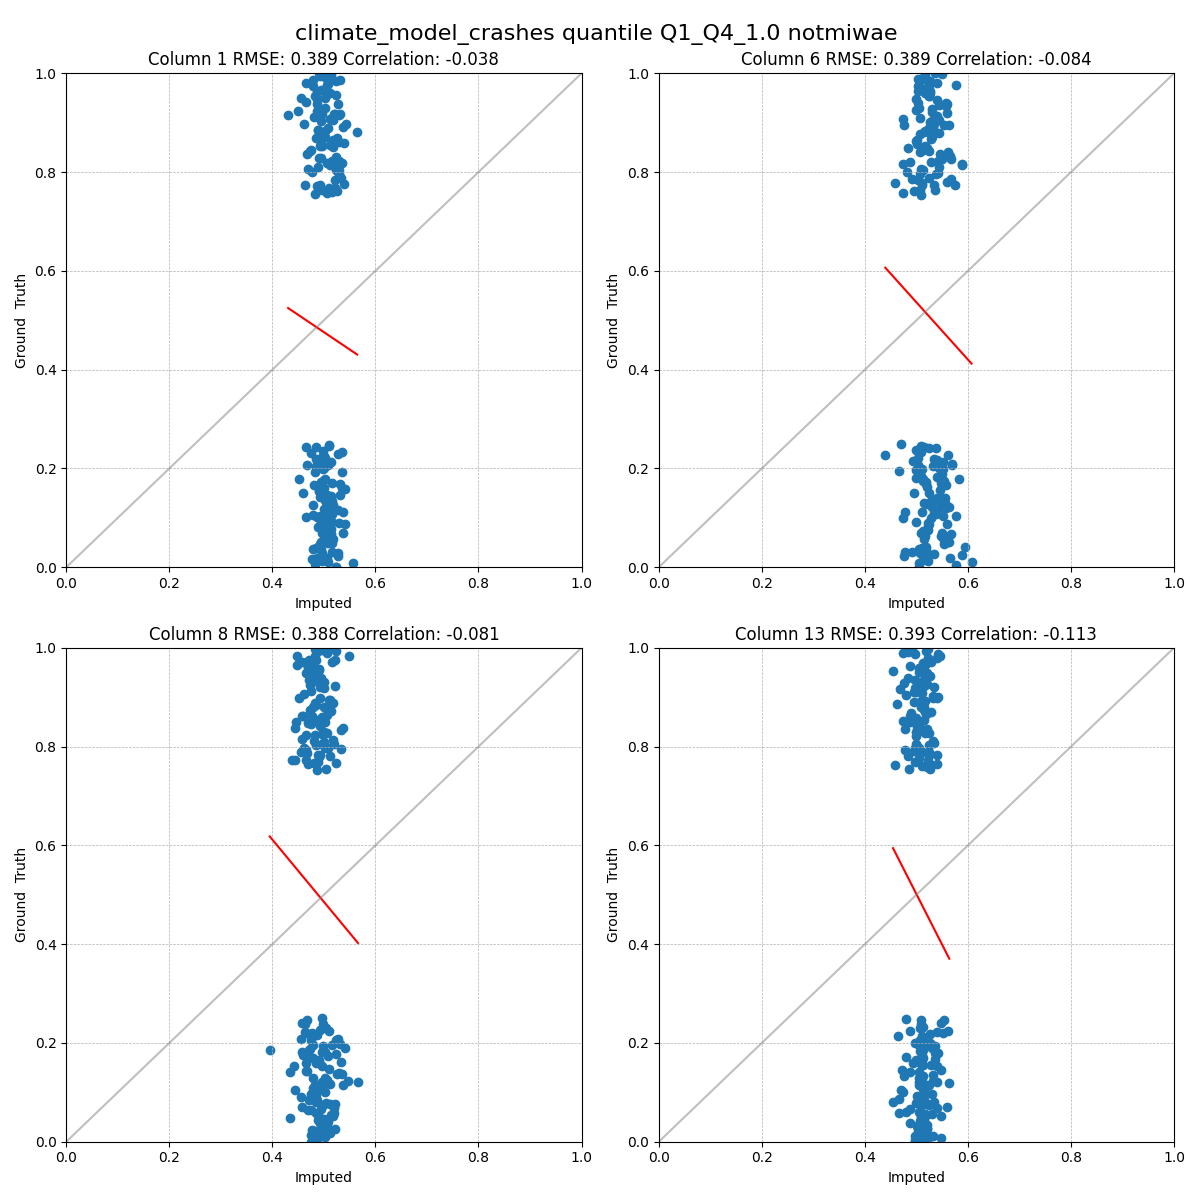 climate_model_crashes quantile Q1_Q4_1.0 notmiwae
Column 1 RMSE: 0.389 Correlation: -0.038
1.0
0.8
0.6
0.4
0.2
0.0
Ground Truth
0.0 0.2 0.4 0.6 0.8 1.0
Imputed
Column 6 RMSE: 0.389 Correlation: -0.084
1.0
0.8
0.6
0.4
0.2
0.0
Ground Truth
0.0 0.2 0.4 0.6 0.8 1.0
Imputed
Column 8 RMSE: 0.388 Correlation: -0.081
1.0
0.8
0.6
0.4
0.2
0.0
Ground Truth
0.0 0.2 0.4 0.6 0.8 1.0
Imputed
Column 13 RMSE: 0.393 Correlation: -0.113
1.0
0.8
0.6
0.4
0.2
0.0
Ground Truth
0.0 0.2 0.4 0.6 0.8 1.0
Imputed